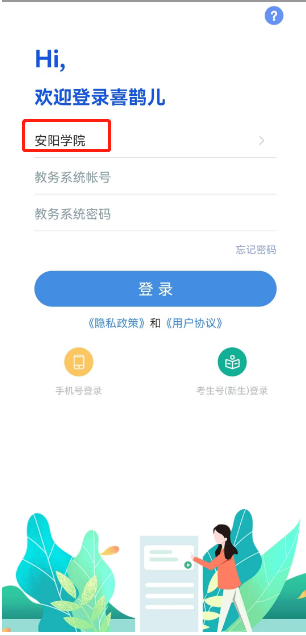 ?
Hi,
欢迎登录喜鹊儿
安阳学院
教务系统帐号
教务系统密码
忘记密码
登 录
《隐私政策》和《用户协议》
手机号登录 考生号(新生)登录